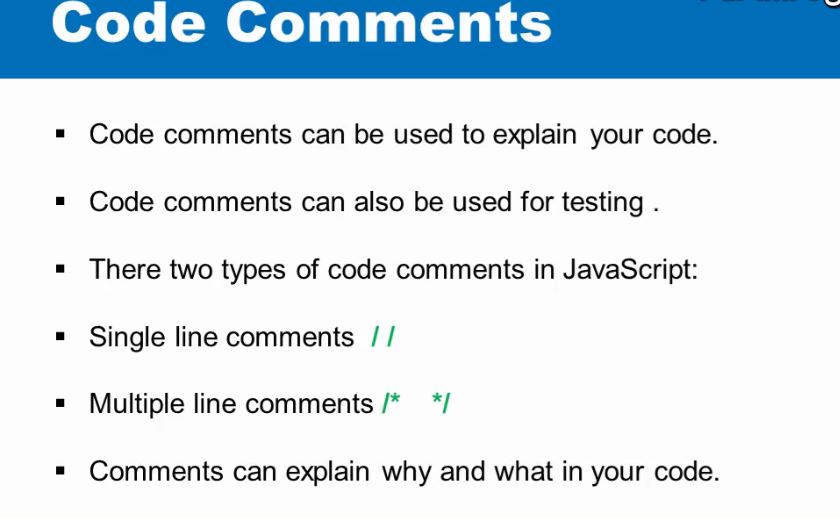 Code Comments
▪ Code comments can be used to explain your code.
▪ Code comments can also be used for testing .
▪ There two types of code comments in JavaScript:
▪ Single line comments //
▪ Multiple line comments /* */
▪ Comments can explain why and what in your code.